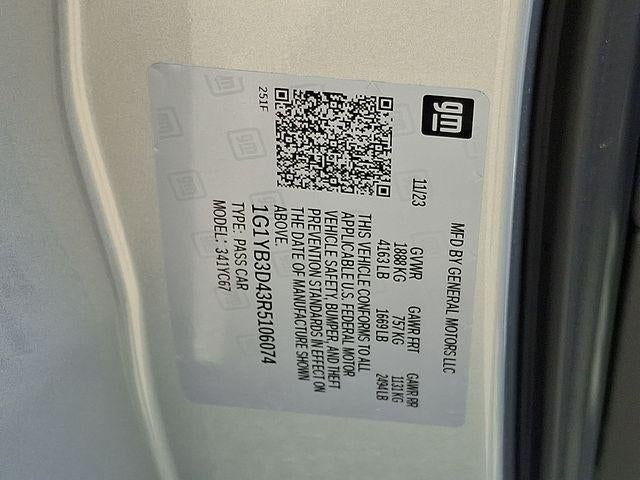 gm
MFD BY GENERAL MOTORS LLC
11/23
GVWR GAWR FRT GAWR RR
1888 KG 757 KG 1131 KG
4163 LB 1669 LB 2494 LB
THIS VEHICLE CONFORMS TO ALL
APPLICABLE U.S. FEDERAL MOTOR
VEHICLE SAFETY, BUMPER, AND THEFT
PREVENTION STANDARDS IN EFFECT ON
THE DATE OF MANUFACTURE SHOWN
ABOVE.
1G1YB3D43R5106074
TYPE: PASS CAR
MODEL: 341YC67
251F